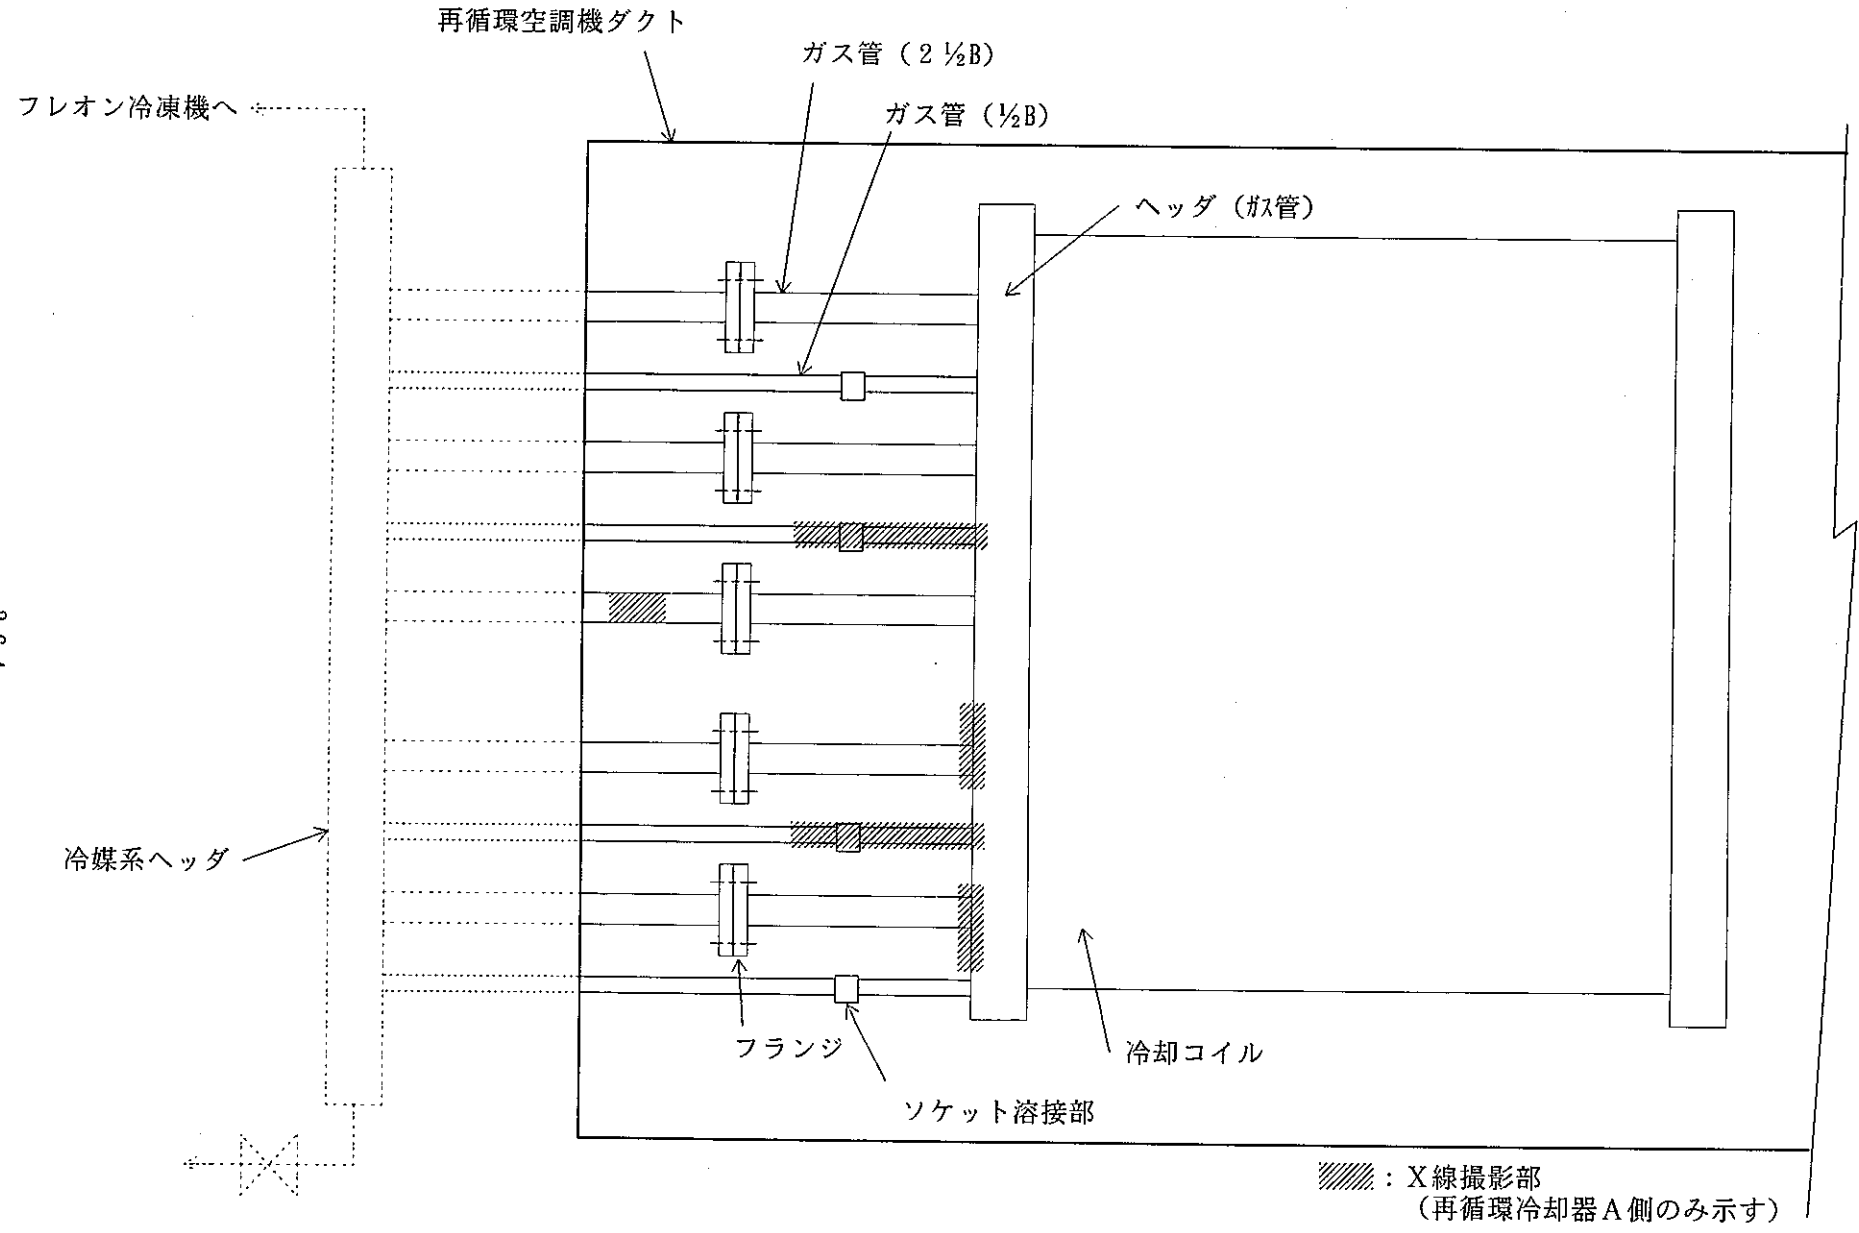 再循環空調機ダクト
ガス管（2 ½B）
フレオン冷凍機へ
ガス管（½B）
ヘッダ（ガス管）
冷媒系ヘッダ
フランジ
冷却コイル
ソケット溶接部
：X線撮影部
（再循環冷却器A側のみ示す）